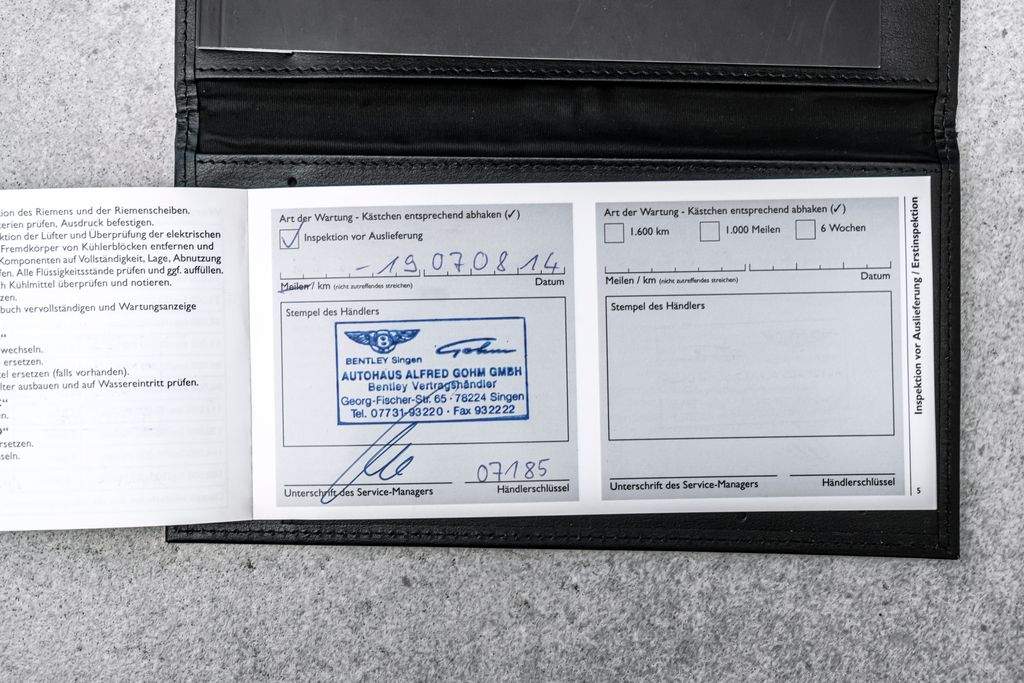 ion des Riemens und der Riemenscheiben.
erien prüfen, Ausdruck befestigen.
ktion der Lüfter und Überprüfung der elektrischen
Fremdkörper von Kühlerblöcken entfernen und
Komponenten auf Vollständigkeit, Lage, Abnutzung
fen. Alle Flüssigkeitsstände prüfen und ggf. auffüllen.
h Kühlmittel überprüfen und notieren.
zen.
buch vervollständigen und Wartungsanzeige
“
wechseln.
ersetzen.
el ersetzen (falls vorhanden).
lter ausbauen und auf Wassereintritt prüfen.
“
n.
“
rsetzen.
seln.
Art der Wartung - Kästchen entsprechend abhaken (✓)
✓ Inspektion vor Auslieferung
- 19 070814
Meilen / km (nicht zutreffendes streichen) Datum
Stempel des Händlers
BENTLEY Singen Gohm
AUTOHAUS ALFRED GOHM GMBH
Bentley Vertragshändler
Georg-Fischer-Str. 65 · 78224 Singen
Tel. 07731-93220 · Fax 932222
07185
Unterschrift des Service-Managers Händlerschlüssel
Art der Wartung - Kästchen entsprechend abhaken (✓)
1.600 km 1.000 Meilen 6 Wochen
Meilen / km (nicht zutreffendes streichen) Datum
Stempel des Händlers
Unterschrift des Service-Managers Händlerschlüssel
Inspektion vor Auslieferung / Erstinspektion
5